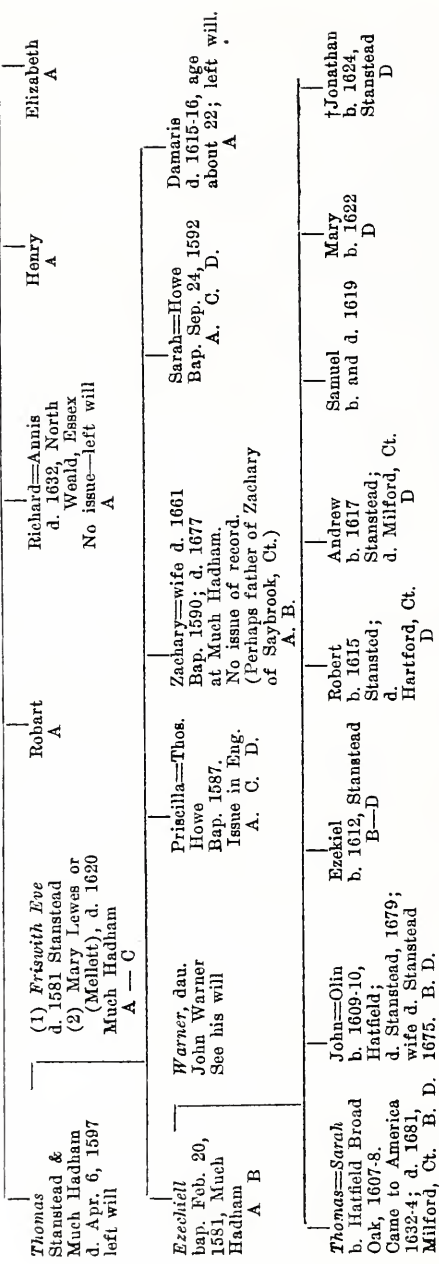 Thomas
Stanstead &
Much Hadham
d. Apr. 6, 1597
left will
(1) Friswith Eve
d. 1581 Stanstead
(2) Mary Lewes or
(Mellett), d. 1620
Much Hadham
A — C
Robart
A
Richard=Annis
d. 1632, North
Weald, Essex
No issue—left will
A
Henry
A
Elizabeth
A
Ezechiell
bap. Feb. 20,
1581, Much
Hadham
A B
Warner, dau.
John Warner
See his will
Priscilla=Thos.
Howe
Bap. 1587.
Issue in Eng.
A. C. D.
Zachary=wife d. 1661
Bap. 1590; d. 1677
at Much Hadham.
No issue of record.
(Perhaps father of Zachary
of Saybrook, Ct.)
A. B.
Sarah=Howe
Bap. Sep. 24, 1592
A. C. D.
Damaris
d. 1615-16, age
about 22; left will.
A
Thomas=Sarah
b. Hatfield Broad
Oak, 1607-8.
Came to America
1632-4; d. 1681,
Milford, Ct. B. D.
John=Olin
b. 1609-10,
Hatfield;
d. Stanstead, 1679;
wife d. Stanstead
1675. B. D.
Ezekiel
b. 1612, Stanstead
B—D
Robert
b. 1615
Stansted;
d.
Hartford, Ct.
D
Andrew
b. 1617
Stanstead;
d. Milford, Ct.
D
Samuel
b. and d. 1619
Mary
b. 1622
D
†Jonathan
b. 1624,
Stanstead
D